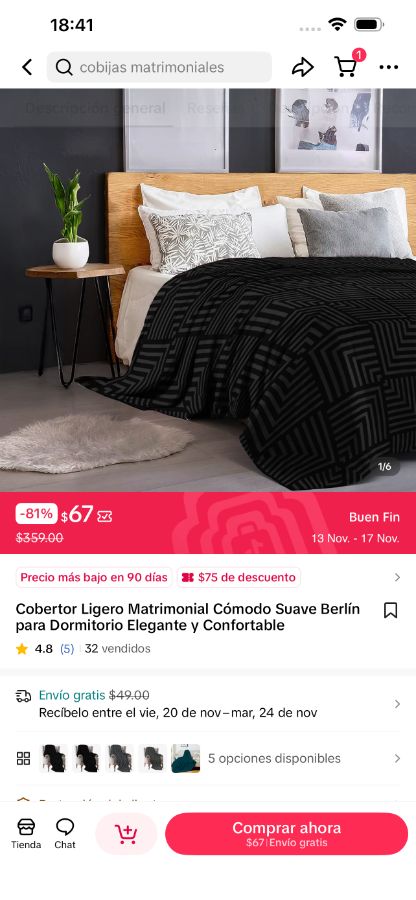 18:41
cobijas matrimoniales
1
Descripción general
1/6
-81% $67
Buen Fin
$359.00
13 Nov. - 17 Nov.
Precio más bajo en 90 días
$75 de descuento
Cobertor Ligero Matrimonial Cómodo Suave Berlín
para Dormitorio Elegante y Confortable
4.8 (5) 32 vendidos
Envío gratis $49.00
Recíbelo entre el vie, 20 de nov–mar, 24 de nov
5 opciones disponibles
Tienda
Chat
Comprar ahora
$67|Envío gratis